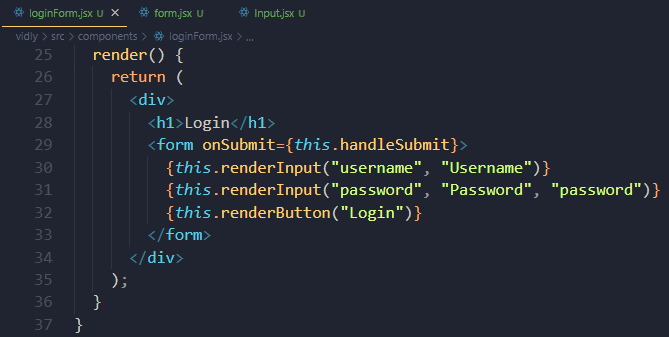 loginForm.jsx U ✕ form.jsx U Input.jsx U
vidly > src > components > loginForm.jsx > ...
25 render() {
26 return (
27 <div>
28 <h1>Login</h1>
29 <form onSubmit={this.handleSubmit}>
30 {this.renderInput("username", "Username")}
31 {this.renderInput("password", "Password", "password")}
32 {this.renderButton("Login")}
33 </form>
34 </div>
35 );
36 }
37 }